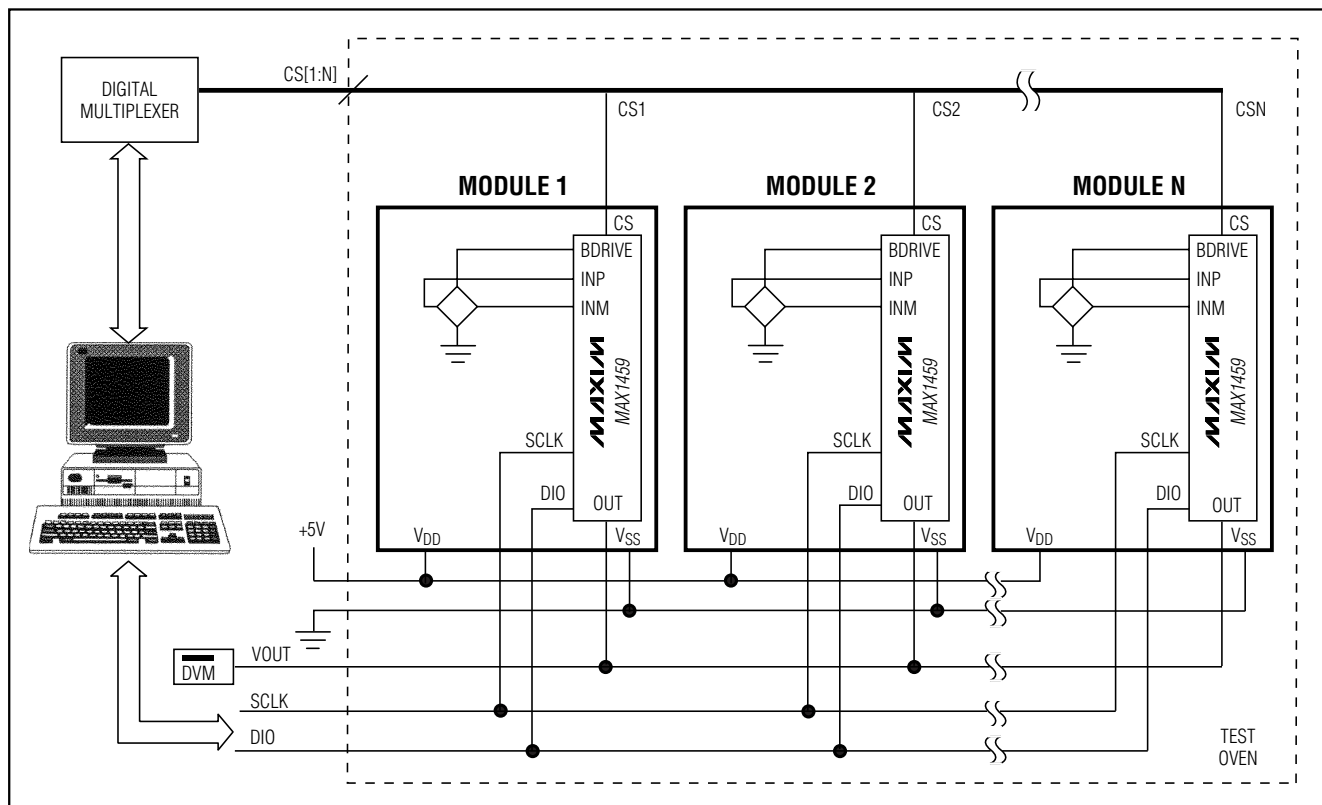 DIGITAL
MULTIPLEXER
CS[1:N]
CS1
CS2
CSN
MODULE 1
MODULE 2
MODULE N
CS
BDRIVE
INP
INM
MAXIM
MAX1459
SCLK
DIO
OUT
VDD
VSS
CS
BDRIVE
INP
INM
MAXIM
MAX1459
SCLK
DIO
OUT
VDD
VSS
CS
BDRIVE
INP
INM
MAXIM
MAX1459
SCLK
DIO
OUT
VDD
VSS
+5V
DVM
VOUT
SCLK
DIO
TEST
OVEN